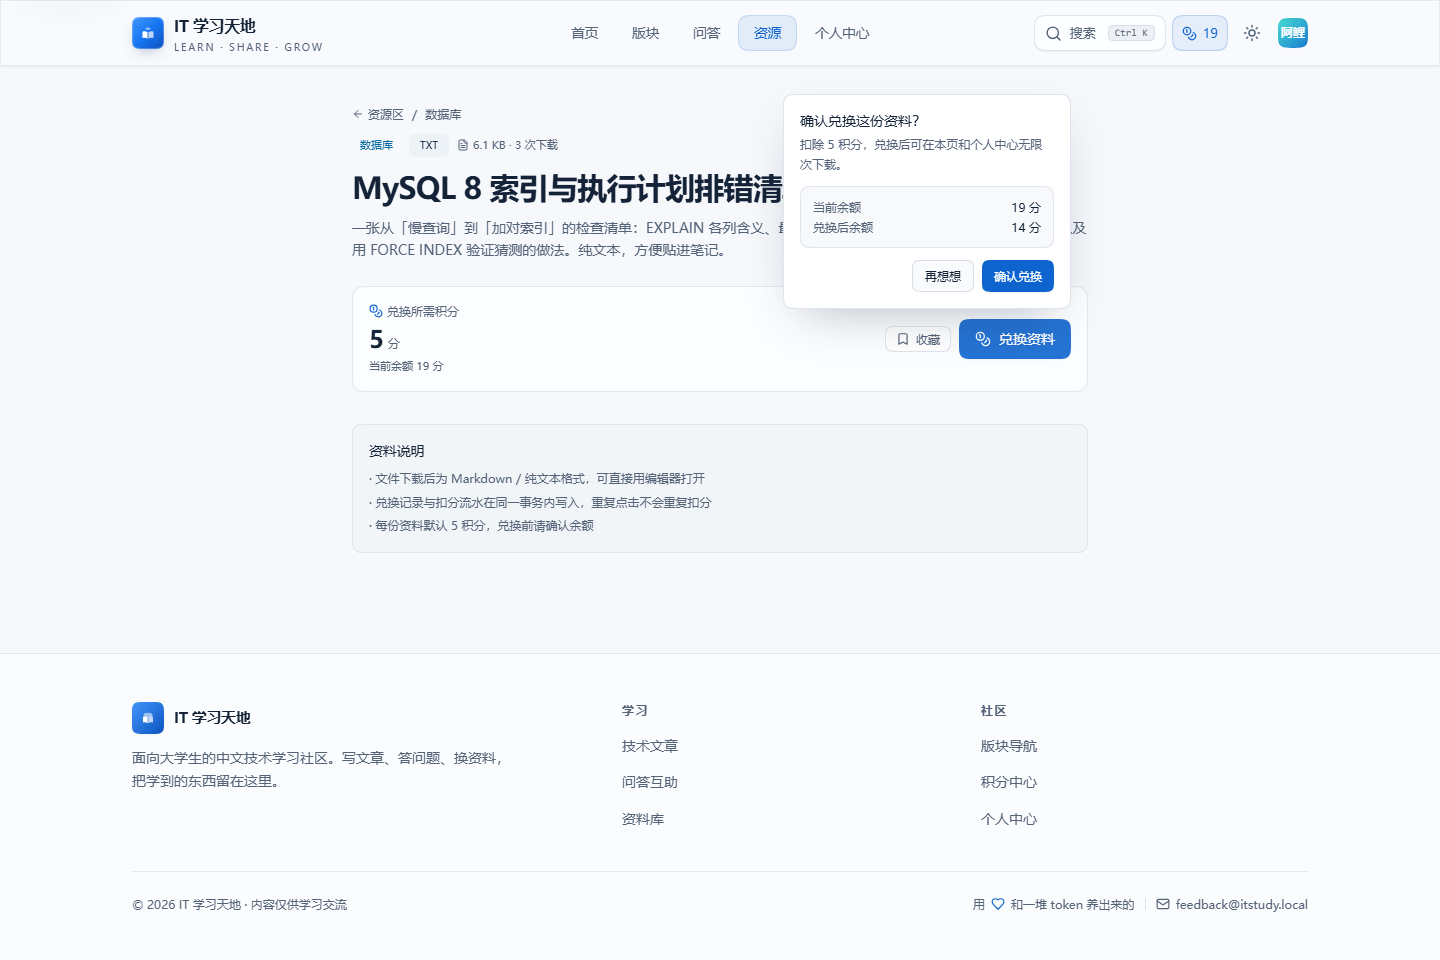 IT 学习天地
LEARN · SHARE · GROW
首页
版块
问答
资源
个人中心
搜索
Ctrl K
19
阿鲤
资源区 / 数据库
数据库
TXT
6.1 KB · 3 次下载
MySQL 8 索引与执行计划排错清
一张从「慢查询」到「加对索引」的检查清单：EXPLAIN 各列含义、
及
用 FORCE INDEX 验证猜测的做法。纯文本，方便贴进笔记。
确认兑换这份资料？
扣除 5 积分，兑换后可在本页和个人中心无限
次下载。
当前余额
19 分
兑换后余额
14 分
再想想
确认兑换
兑换所需积分
5 分
当前余额 19 分
收藏
兑换资料
资料说明
· 文件下载后为 Markdown / 纯文本格式，可直接用编辑器打开
· 兑换记录与扣分流水在同一事务内写入，重复点击不会重复扣分
· 每份资料默认 5 积分，兑换前请确认余额
IT 学习天地
面向大学生的中文技术学习社区。写文章、答问题、换资料，
把学到的东西留在这里。
学习
技术文章
问答互助
资料库
社区
版块导航
积分中心
个人中心
© 2026 IT 学习天地 · 内容仅供学习交流
用 和一堆 token 养出来的
feedback@itstudy.local